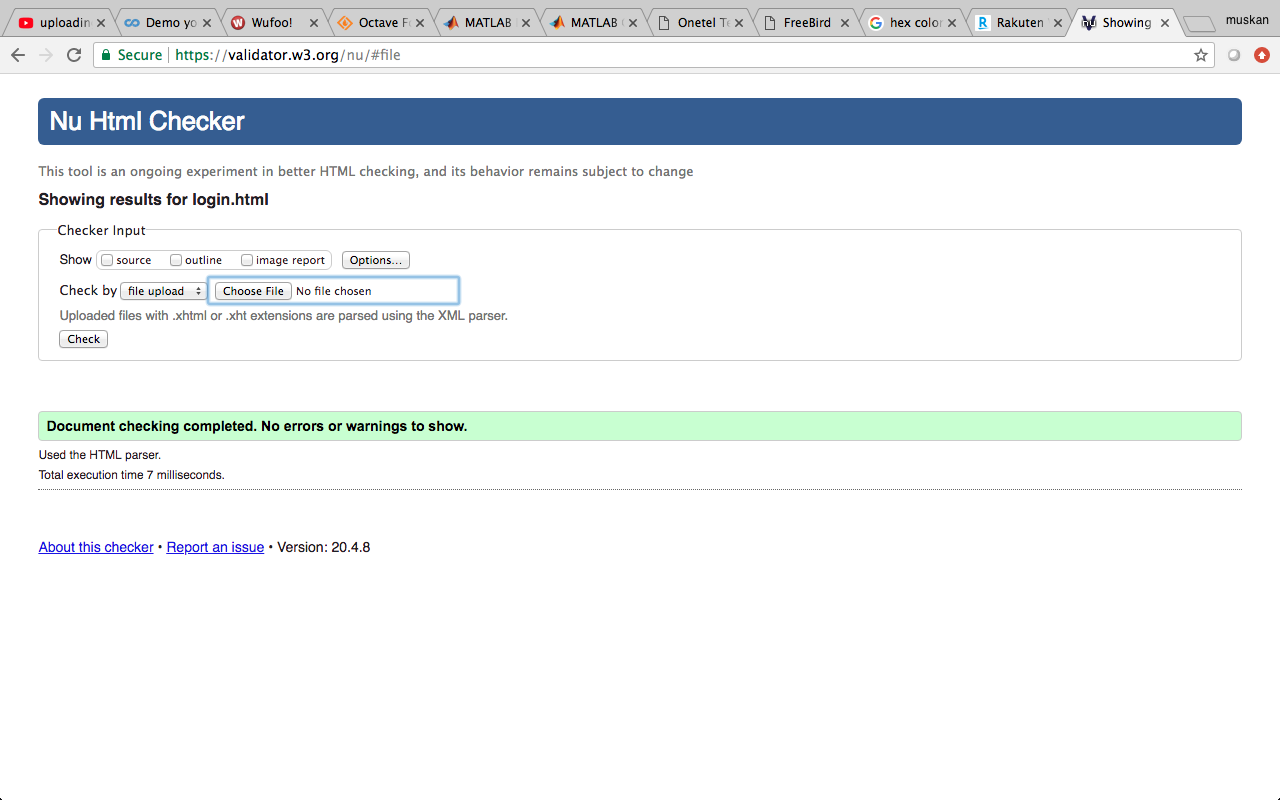 uploadin Demo yo Wufoo! Octave Fo MATLAB MATLAB Onetel Te FreeBird hex color Rakuten Showing muskan
Secure https://validator.w3.org/nu/#file
Nu Html Checker
This tool is an ongoing experiment in better HTML checking, and its behavior remains subject to change
Showing results for login.html
Checker Input
Show source outline image report Options...
Check by file upload Choose File No file chosen
Uploaded files with .xhtml or .xht extensions are parsed using the XML parser.
Check
Document checking completed. No errors or warnings to show.
Used the HTML parser.
Total execution time 7 milliseconds.
About this checker • Report an issue • Version: 20.4.8